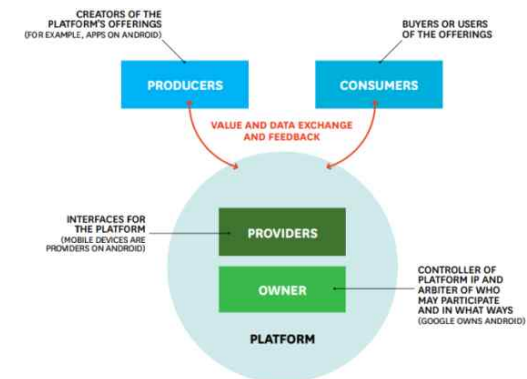 CREATORS OF THE
PLATFORM'S OFFERINGS
(FOR EXAMPLE, APPS ON ANDROID)
BUYERS OR USERS
OF THE OFFERINGS
PRODUCERS
CONSUMERS
VALUE AND DATA EXCHANGE
AND FEEDBACK
INTERFACES FOR
THE PLATFORM
(MOBILE DEVICES ARE
PROVIDERS ON ANDROID)
PROVIDERS
OWNER
CONTROLLER OF
PLATFORM IP AND
ARBITER OF WHO
MAY PARTICIPATE
AND IN WHAT WAYS
(GOOGLE OWNS ANDROID)
PLATFORM